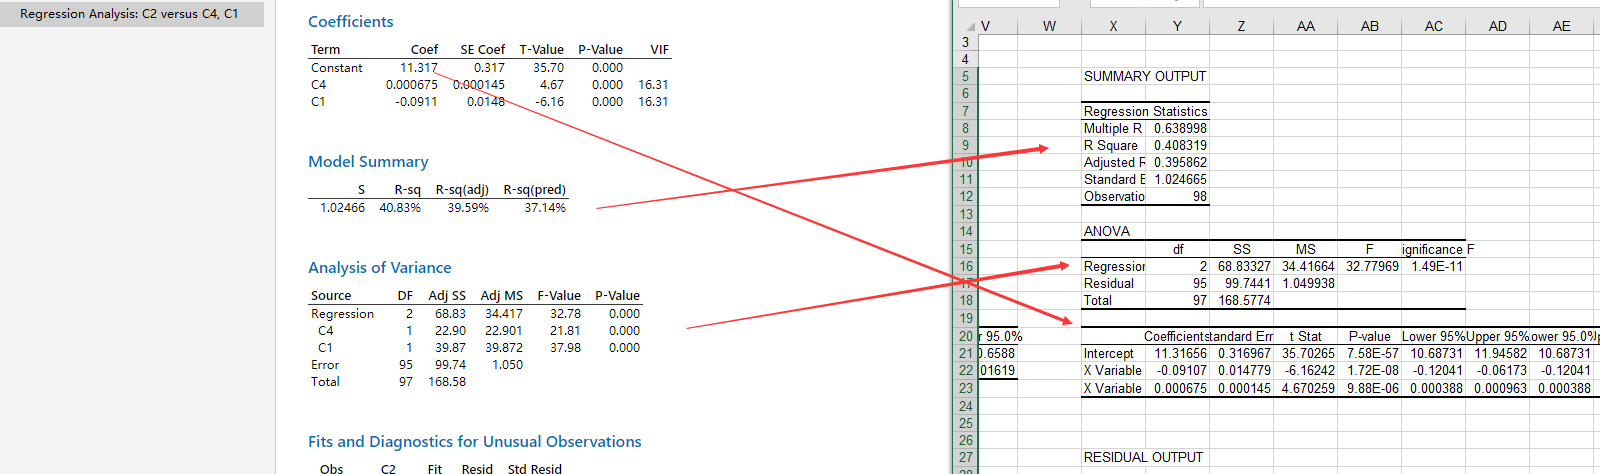 Regression Analysis: C2 versus C4, C1
Coefficients
Term Coef SE Coef T-Value P-Value VIF
Constant 11.317 0.317 35.70 0.000
C4 0.000675 0.000145 4.67 0.000 16.31
C1 -0.0911 0.0148 -6.16 0.000 16.31
Model Summary
S R-sq R-sq(adj) R-sq(pred)
1.02466 40.83% 39.59% 37.14%
Analysis of Variance
Source DF Adj SS Adj MS F-Value P-Value
Regression 2 68.83 34.417 32.78 0.000
C4 1 22.90 22.901 21.81 0.000
C1 1 39.87 39.872 37.98 0.000
Error 95 99.74 1.050
Total 97 168.58
Fits and Diagnostics for Unusual Observations
Obs C2 Fit Resid Std Resid
V W X Y Z AA AB AC AD AE
3
4
5 SUMMARY OUTPUT
6
7 Regression Statistics
8 Multiple R 0.638998
9 R Square 0.408319
10 Adjusted R 0.395862
11 Standard E 1.024665
12 Observatio 98
13
14 ANOVA
15 df SS MS F ignificance F
16 Regression 2 68.83327 34.41664 32.77969 1.49E-11
17 Residual 95 99.7441 1.049938
18 Total 97 168.5774
19
20 r 95.0% Coefficients tandard Err t Stat P-value Lower 95% Upper 95% ower 95.0%
21 0.6588 Intercept 11.31656 0.316967 35.70265 7.58E-57 10.68731 11.94582 10.68731
22 01619 X Variable -0.09107 0.014779 -6.16242 1.72E-08 -0.12041 -0.06173 -0.12041
23 X Variable 0.000675 0.000145 4.670259 9.88E-06 0.000388 0.000963 0.000388
24
25
26
27 RESIDUAL OUTPUT